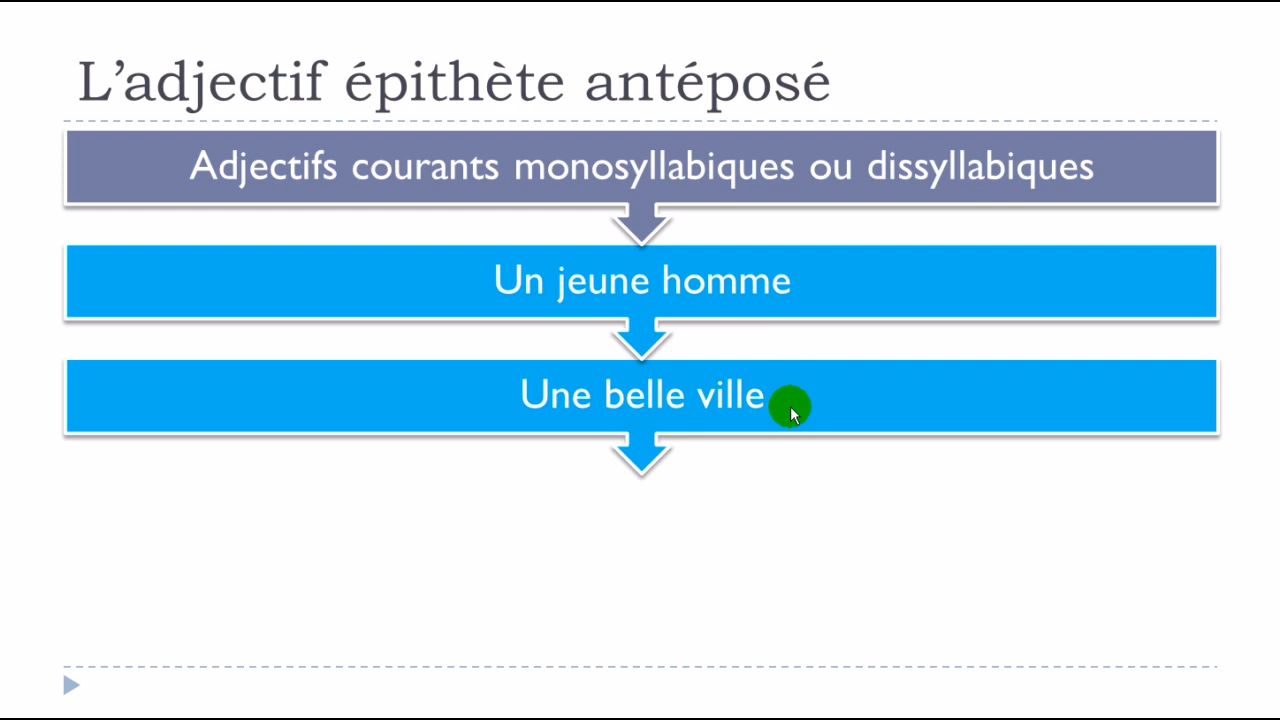 L’adjectif épithète antéposé
Adjectifs courants monosyllabiques ou dissyllabiques
Un jeune homme
Une belle ville